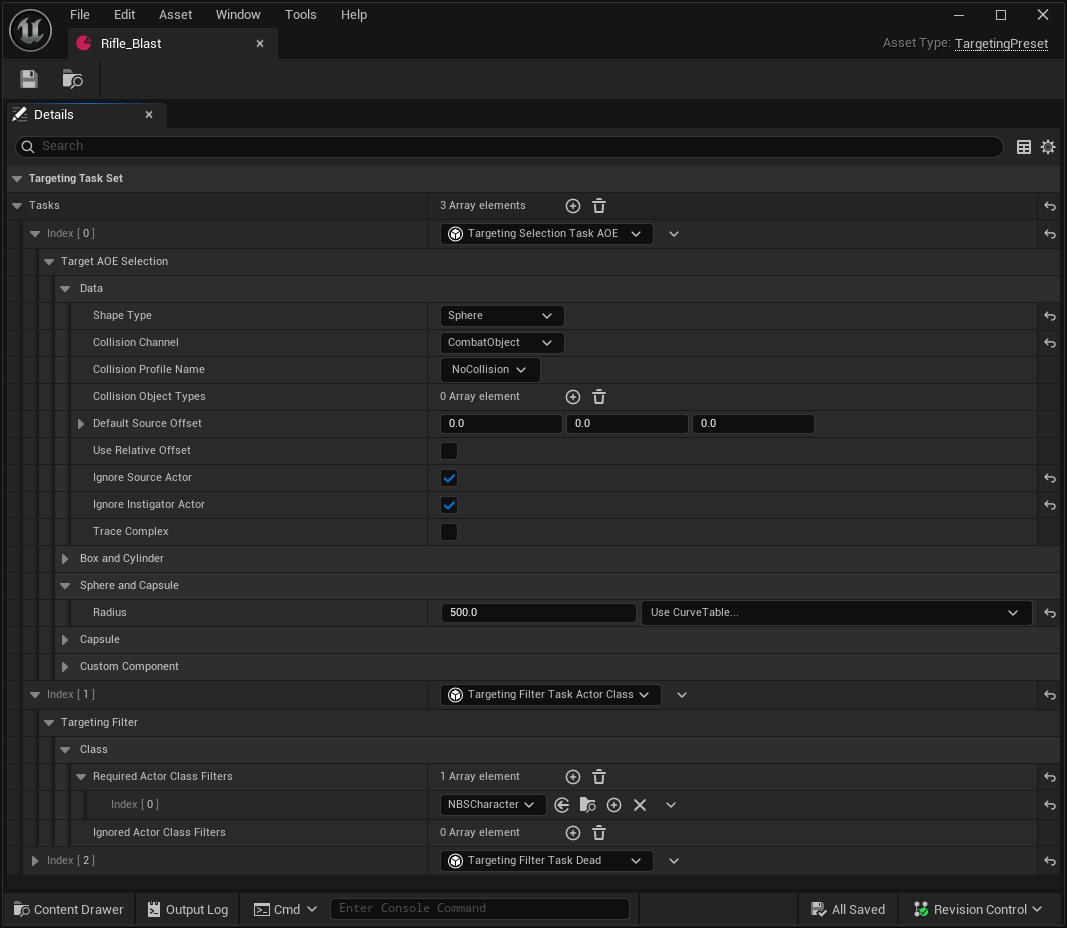 File Edit Asset Window Tools Help
Rifle_Blast
Asset Type: TargetingPreset
Details
Search
Targeting Task Set
Tasks 3 Array elements
Index [ 0 ] Targeting Selection Task AOE
Target AOE Selection
Data
Shape Type Sphere
Collision Channel CombatObject
Collision Profile Name NoCollision
Collision Object Types 0 Array element
Default Source Offset 0.0 0.0 0.0
Use Relative Offset
Ignore Source Actor
Ignore Instigator Actor
Trace Complex
Box and Cylinder
Sphere and Capsule
Radius 500.0 Use CurveTable...
Capsule
Custom Component
Index [ 1 ] Targeting Filter Task Actor Class
Targeting Filter
Class
Required Actor Class Filters 1 Array element
Index [ 0 ] NBSCharacter
Ignored Actor Class Filters 0 Array element
Index [ 2 ] Targeting Filter Task Dead
Content Drawer Output Log Cmd Enter Console Command All Saved Revision Control